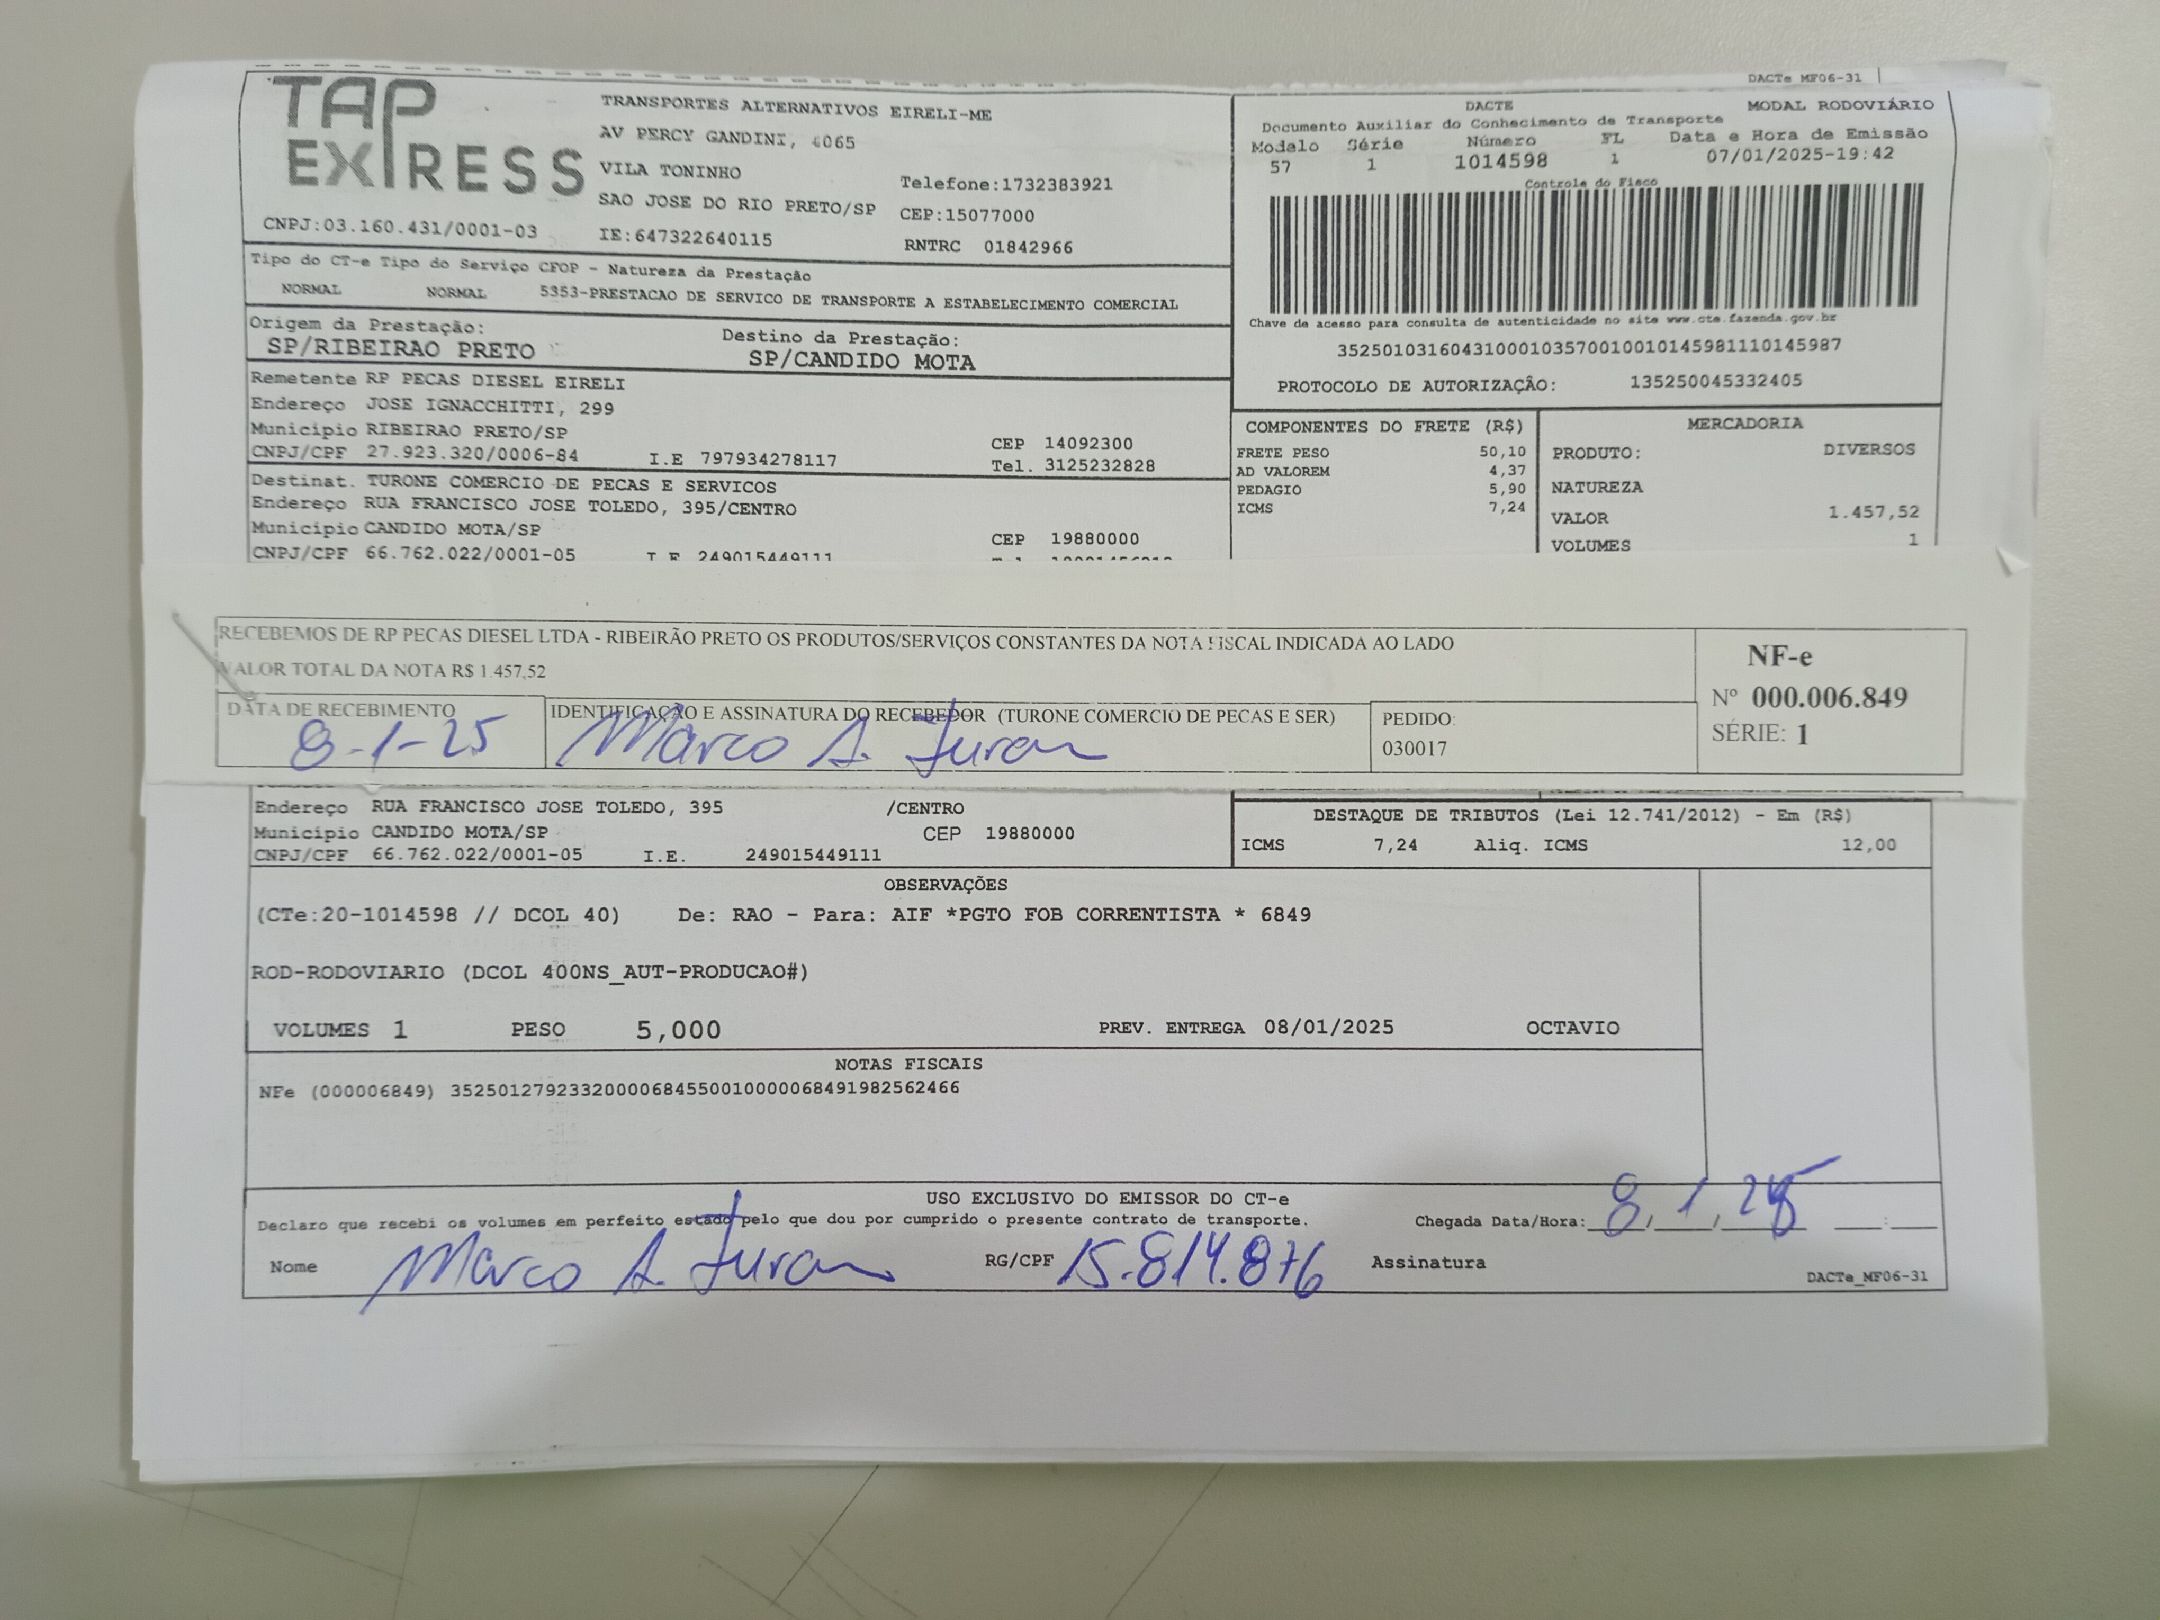 DACTe MF06-31
TAP EXPRESS
TRANSPORTES ALTERNATIVOS EIRELI-ME
AV PERCY GANDINI, 4065
VILA TONINHO
Telefone:1732383921
SAO JOSE DO RIO PRETO/SP CEP:15077000
CNPJ:03.160.431/0001-03 IE:647322640115 RNTRC 01842966
DACTE MODAL RODOVIÁRIO
Documento Auxiliar do Conhecimento de Transporte
Modalo Série Número FL Data e Hora de Emissão
57 1 1014598 1 07/01/2025-19:42
Controle do Fisco
Chave de acesso para consulta de autenticidade no site www.cte.fazenda.gov.br
35250103160431000103570010010145981110145987
PROTOCOLO DE AUTORIZAÇÃO: 135250045332405
Tipo do CT-e Tipo do Serviço CFOP - Natureza da Prestação
NORMAL NORMAL 5353-PRESTACAO DE SERVICO DE TRANSPORTE A ESTABELECIMENTO COMERCIAL
Origem da Prestação: Destino da Prestação:
SP/RIBEIRAO PRETO SP/CANDIDO MOTA
Remetente RP PECAS DIESEL EIRELI
Endereço JOSE IGNACCHITTI, 299
Municipio RIBEIRAO PRETO/SP CEP 14092300
CNPJ/CPF 27.923.320/0006-84 I.E 797934278117 Tel. 3125232828
Destinat. TURONE COMERCIO DE PECAS E SERVICOS
Endereço RUA FRANCISCO JOSE TOLEDO, 395/CENTRO
Municipio CANDIDO MOTA/SP CEP 19880000
CNPJ/CPF 66.762.022/0001-05 I.E 249015449111
COMPONENTES DO FRETE (R$)
FRETE PESO 50,10
AD VALOREM 4,37
PEDAGIO 5,90
ICMS 7,24
MERCADORIA
PRODUTO: DIVERSOS
NATUREZA
VALOR 1.457,52
VOLUMES 1
RECEBEMOS DE RP PECAS DIESEL LTDA - RIBEIRÃO PRETO OS PRODUTOS/SERVIÇOS CONSTANTES DA NOTA FISCAL INDICADA AO LADO
VALOR TOTAL DA NOTA R$ 1.457,52
DATA DE RECEBIMENTO
8-1-25
IDENTIFICAÇÃO E ASSINATURA DO RECEBEDOR (TURONE COMERCIO DE PECAS E SER)
Marco A. Turon
PEDIDO:
030017
NF-e
Nº 000.006.849
SÉRIE: 1
Endereço RUA FRANCISCO JOSE TOLEDO, 395 /CENTRO
Municipio CANDIDO MOTA/SP CEP 19880000
CNPJ/CPF 66.762.022/0001-05 I.E. 249015449111
DESTAQUE DE TRIBUTOS (Lei 12.741/2012) - Em (R$)
ICMS 7,24 Aliq. ICMS 12,00
OBSERVAÇÕES
(CTe:20-1014598 // DCOL 40) De: RAO - Para: AIF *PGTO FOB CORRENTISTA * 6849
ROD-RODOVIARIO (DCOL 400NS_AUT-PRODUCAO#)
VOLUMES 1 PESO 5,000 PREV. ENTREGA 08/01/2025 OCTAVIO
NOTAS FISCAIS
NFe (000006849) 35250127923320000684550010000068491982562466
USO EXCLUSIVO DO EMISSOR DO CT-e
Declaro que recebi os volumes em perfeito estado pelo que dou por cumprido o presente contrato de transporte. Chegada Data/Hora: 8/1/25
Nome Marco A. Turon RG/CPF 15.814.876 Assinatura
DACTe_MF06-31